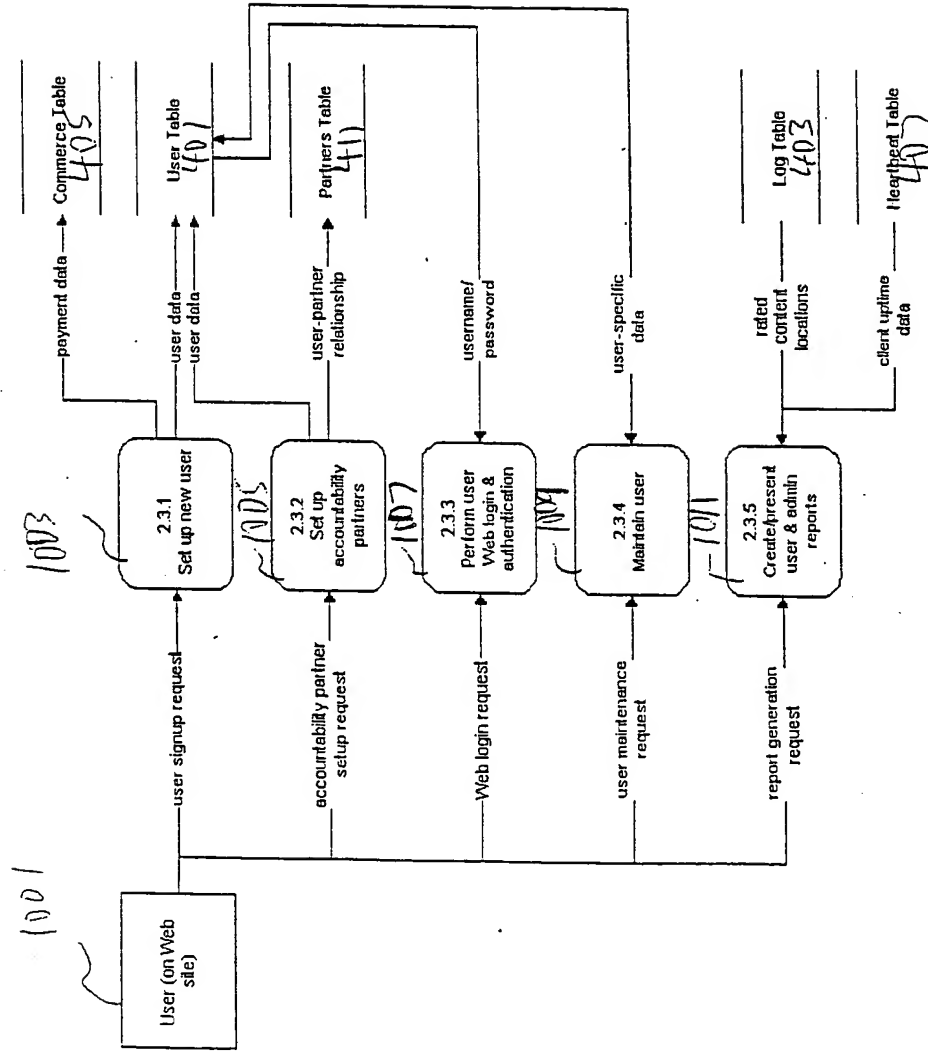 1001
User (on Web
site)
user signup request
accountability partner
setup request
Web login request
user maintenance
request
report generation
request
1003
2.3.1
Set up new user
1005
2.3.2
Set up
accountability
partners
1007
2.3.3
Perform user
Web login &
authentication
1009
2.3.4
Maintain user
1011
2.3.5
Create/present
user & admin
reports
payment data
user data
user data
user-partner
relationship
username/
password
user-specific
data
rated
content
locations
client uptime
data
Commerce Table
405
User Table
401
Partners Table
411
Log Table
403
Heartbeat Table
407